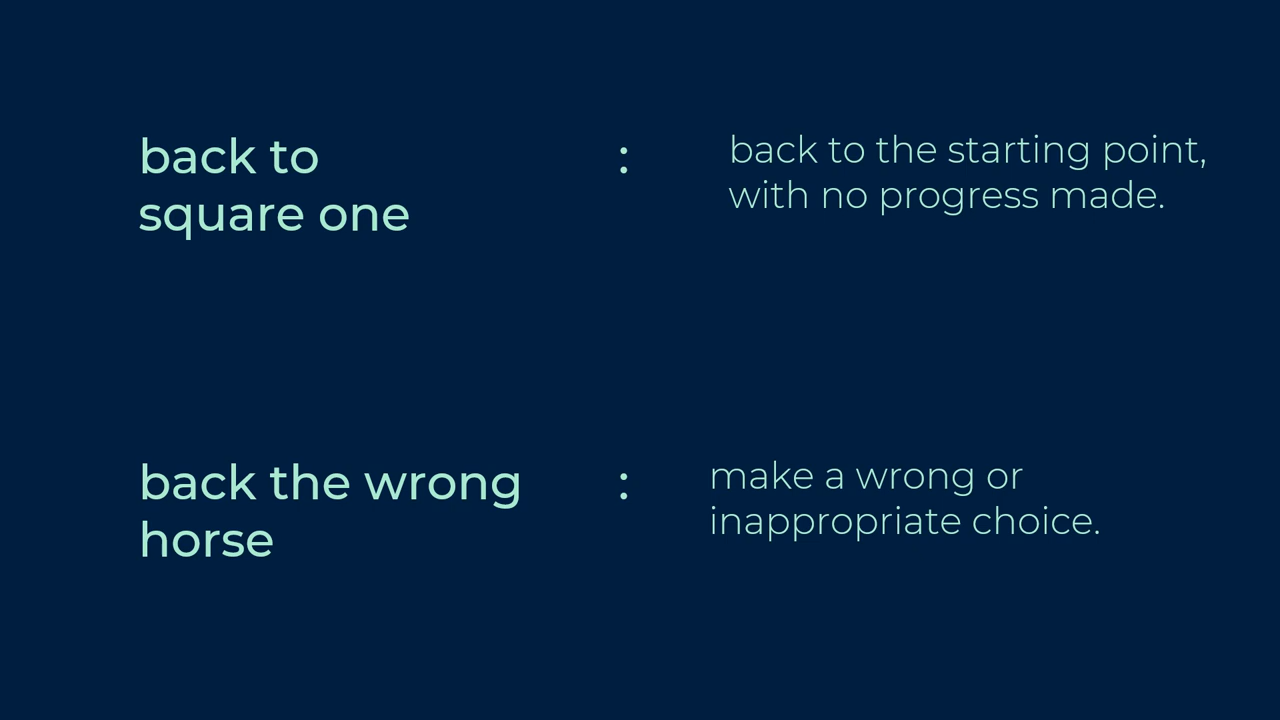 back to
square one
:
back to the starting point,
with no progress made.
back the wrong
horse
:
make a wrong or
inappropriate choice.